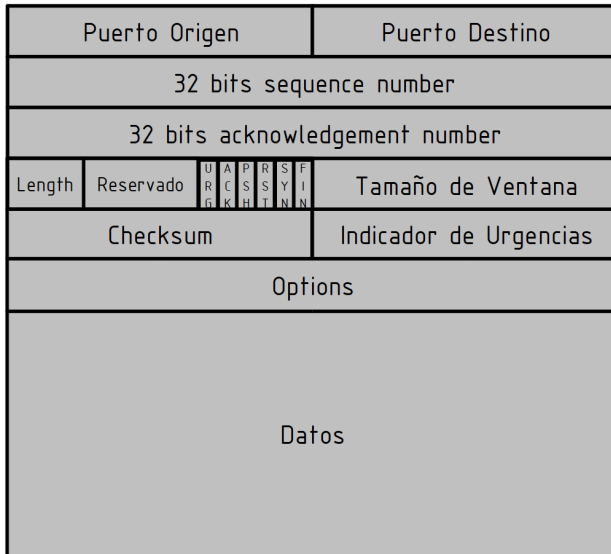 Puerto Origen Puerto Destino
32 bits sequence number
32 bits acknowledgement number
Length Reservado URG ACK PSH RST SYN FIN Tamaño de Ventana
Checksum Indicador de Urgencias
Options
Datos